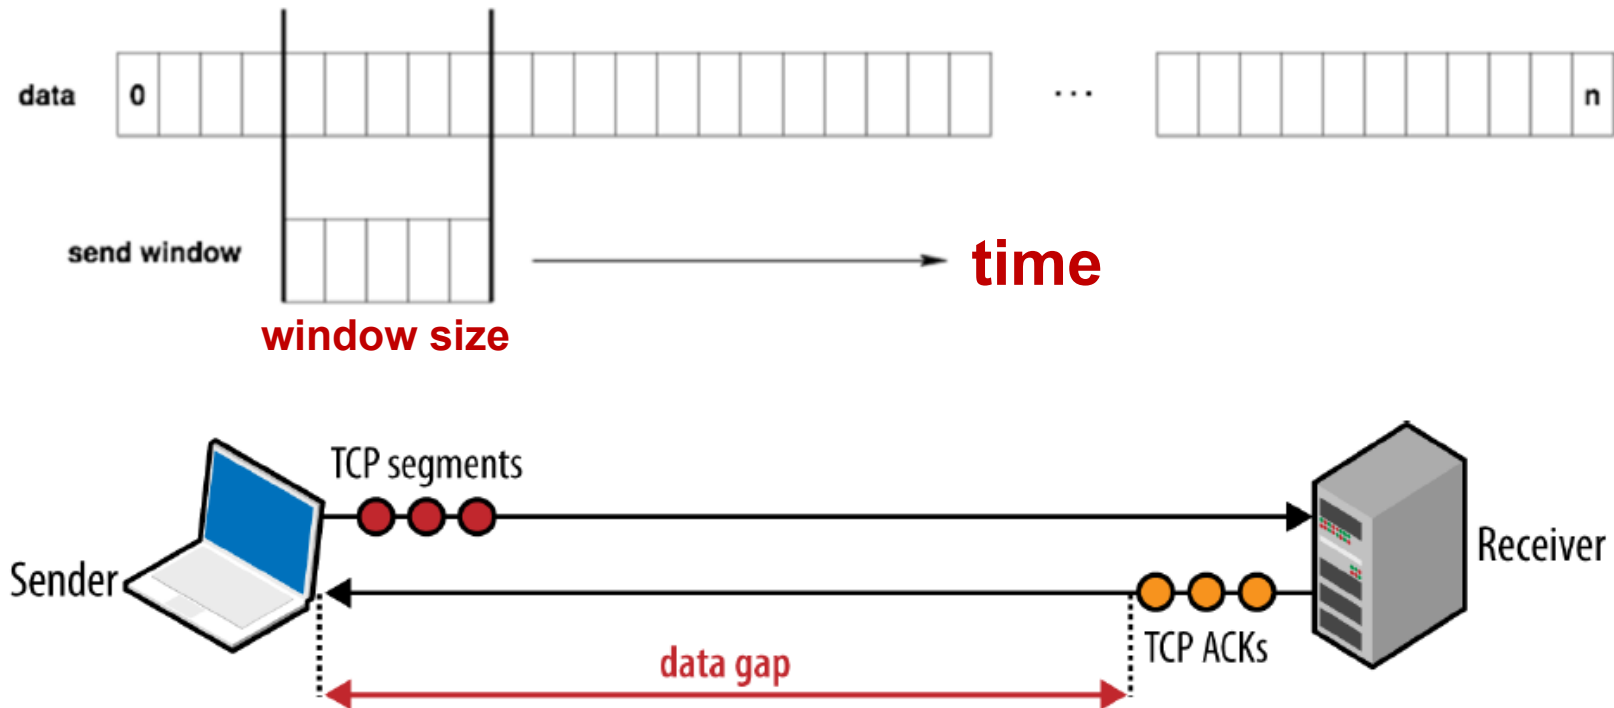 data 0 ... n
send window
time
window size
TCP segments
Sender
Receiver
TCP ACKs
data gap